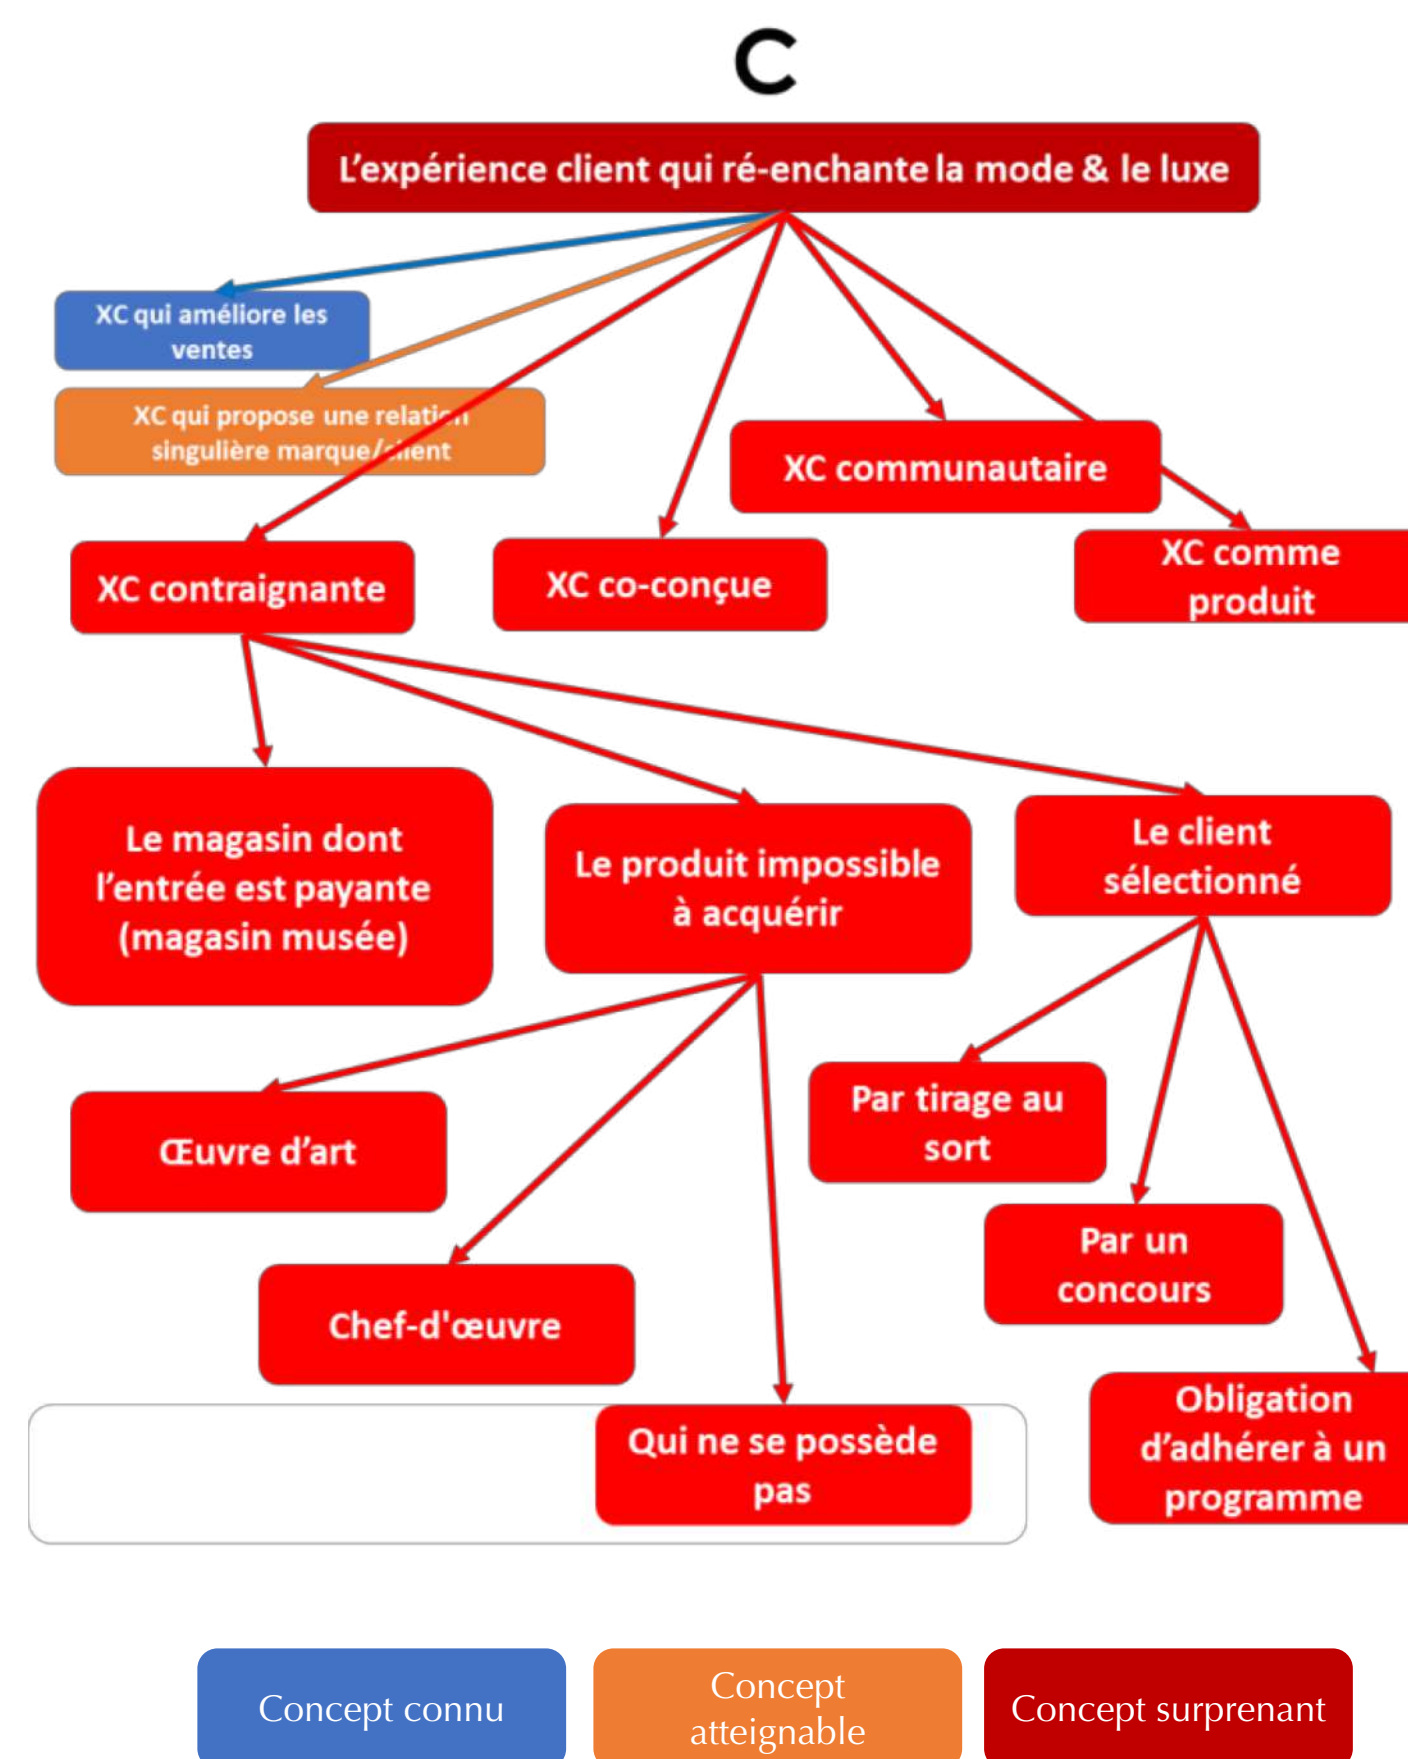 C
L'expérience client qui ré-enchante la mode & le luxe
XC qui améliore les
ventes
XC qui propose une relation
singulière marque/client
XC communautaire
XC comme
produit
XC contraignante
XC co-conçue
Le magasin dont
l'entrée est payante
(magasin musée)
Le produit impossible
à acquérir
Le client
sélectionné
Œuvre d'art
Par tirage au
sort
Par un
concours
Chef-d'œuvre
Qui ne se possède
pas
Obligation
d'adhérer à un
programme
Concept connu
Concept
atteignable
Concept surprenant